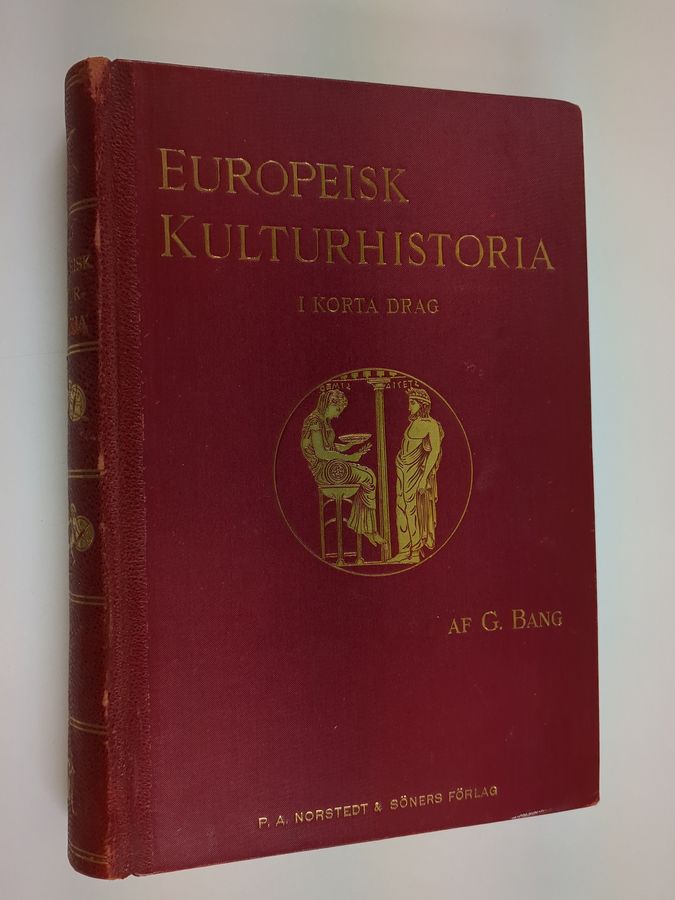 EUROPEISK
KULTURHISTORIA
I KORTA DRAG
AF G. BANG
P. A. NORSTEDT & SÖNERS FÖRLAG